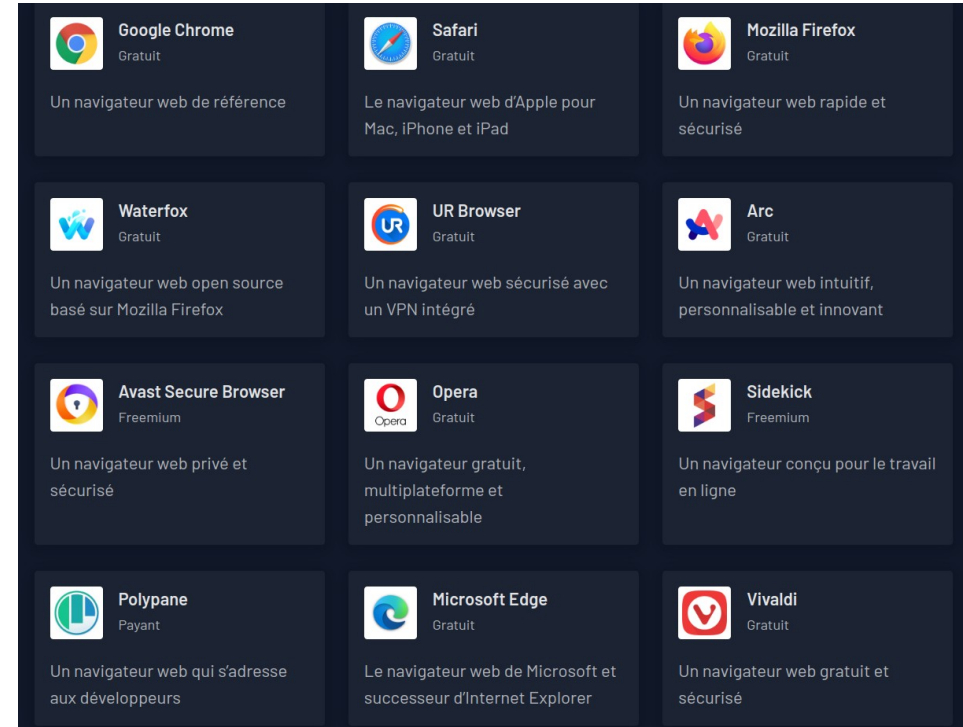 Google Chrome
Gratuit
Un navigateur web de référence
Safari
Gratuit
Le navigateur web d'Apple pour
Mac, iPhone et iPad
Mozilla Firefox
Gratuit
Un navigateur web rapide et
sécurisé
Waterfox
Gratuit
Un navigateur web open source
basé sur Mozilla Firefox
UR
UR Browser
Gratuit
Un navigateur web sécurisé avec
un VPN intégré
Arc
Gratuit
Un navigateur web intuitif,
personnalisable et innovant
Avast Secure Browser
Freemium
Un navigateur web privé et
sécurisé
Opera
Opera
Gratuit
Un navigateur gratuit,
multiplateforme et
personnalisable
Sidekick
Freemium
Un navigateur conçu pour le travail
en ligne
Polypane
Payant
Un navigateur web qui s'adresse
aux développeurs
Microsoft Edge
Gratuit
Le navigateur web de Microsoft et
successeur d'Internet Explorer
Vivaldi
Gratuit
Un navigateur web gratuit et
sécurisé